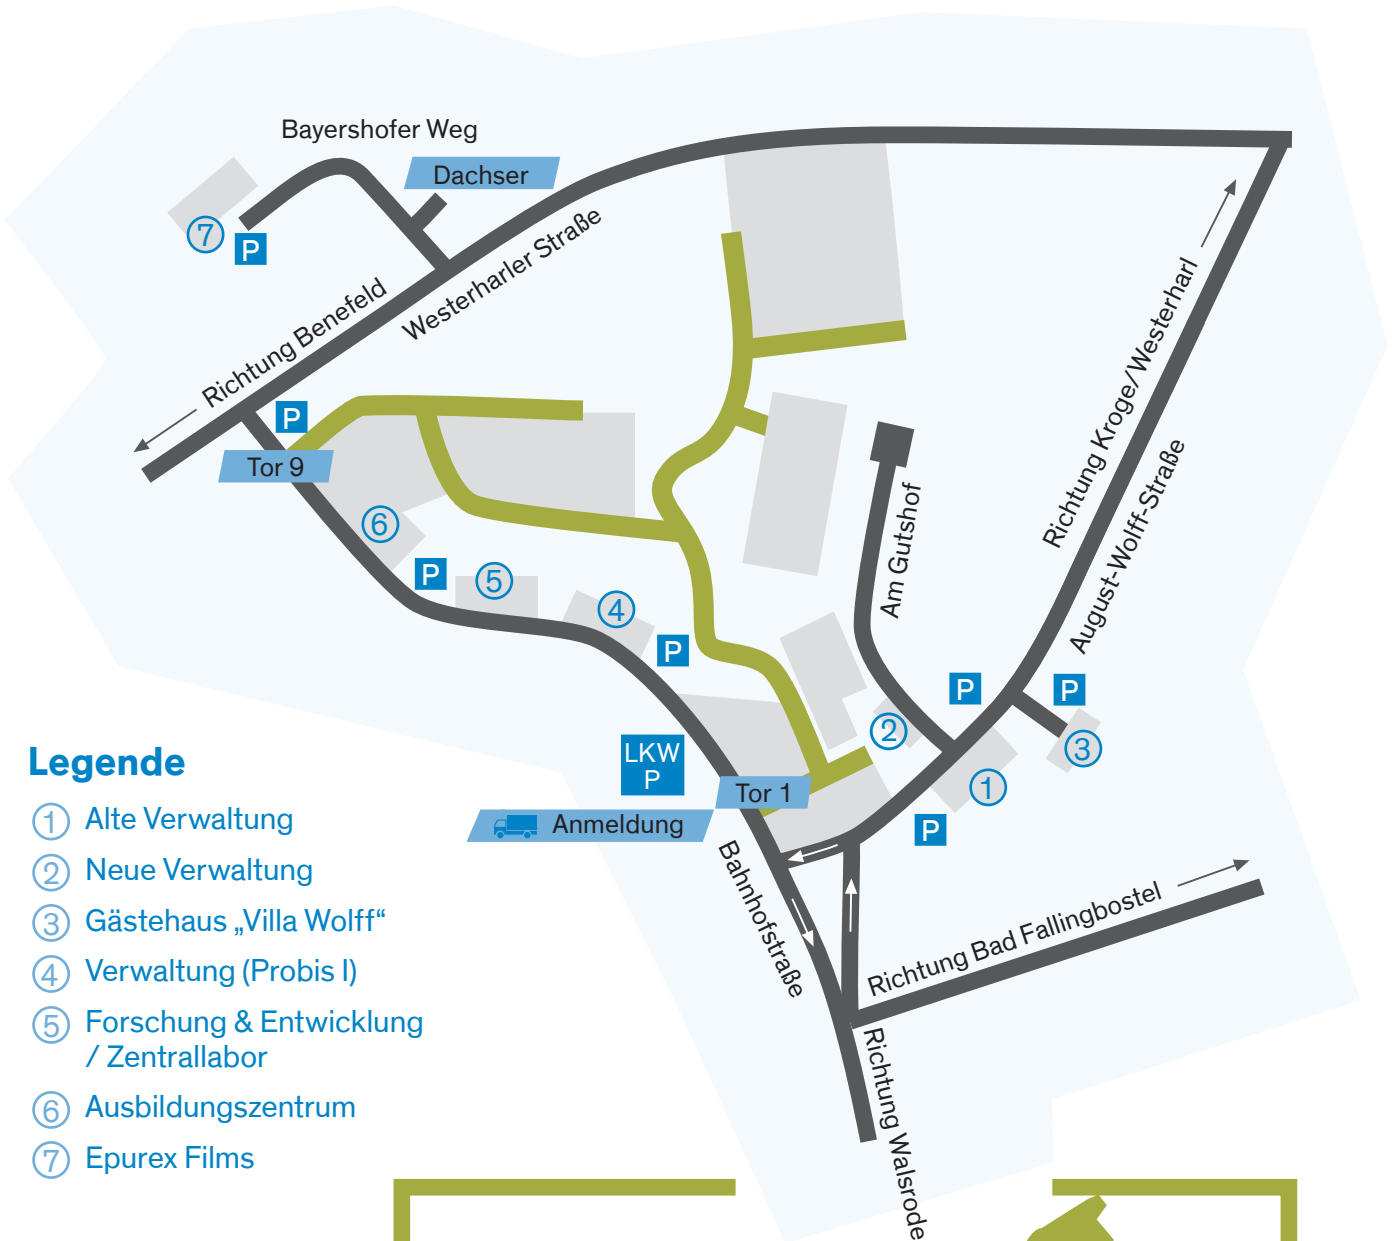 Bayershofer Weg
Dachser
7
P
Westerharler Straße
Richtung Benefeld
Richtung Kroge/Westerharl
August-Wolff-Straße
P
Tor 9
6
P
5
4
P
Am Gutshof
P
P
2
3
1
P
LKW
P
Tor 1
Anmeldung
Bahnhofstraße
Richtung Bad Fallingbostel
Richtung Walsrode
Legende
1 Alte Verwaltung
2 Neue Verwaltung
3 Gästehaus „Villa Wolff“
4 Verwaltung (Probis I)
5 Forschung & Entwicklung
/ Zentrallabor
6 Ausbildungszentrum
7 Epurex Films